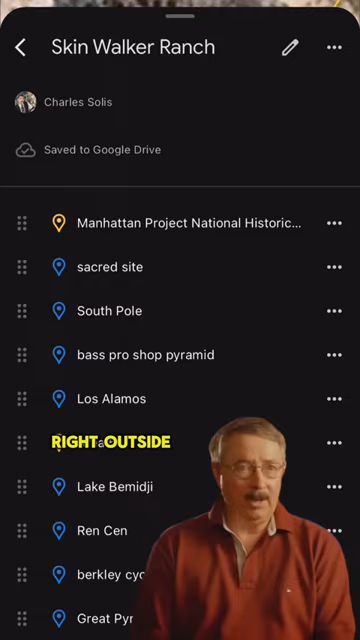 Skin Walker Ranch
Charles Solis
Saved to Google Drive
Manhattan Project National Historic...
sacred site
South Pole
bass pro shop pyramid
Los Alamos
RIGHT OUTSIDE
Lake Bemidji
Ren Cen
berkley cyc
Great Pyr